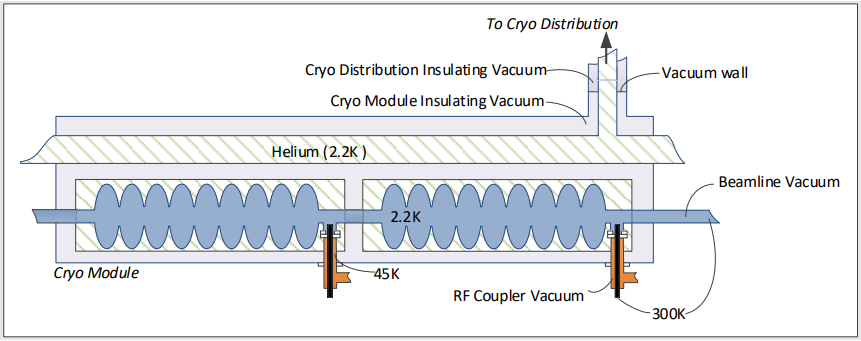 To Cryo Distribution
Cryo Distribution Insulating Vacuum
Vacuum wall
Cryo Module Insulating Vacuum
Helium (2.2K )
Beamline Vacuum
2.2K
Cryo Module
45K
RF Coupler Vacuum
300K